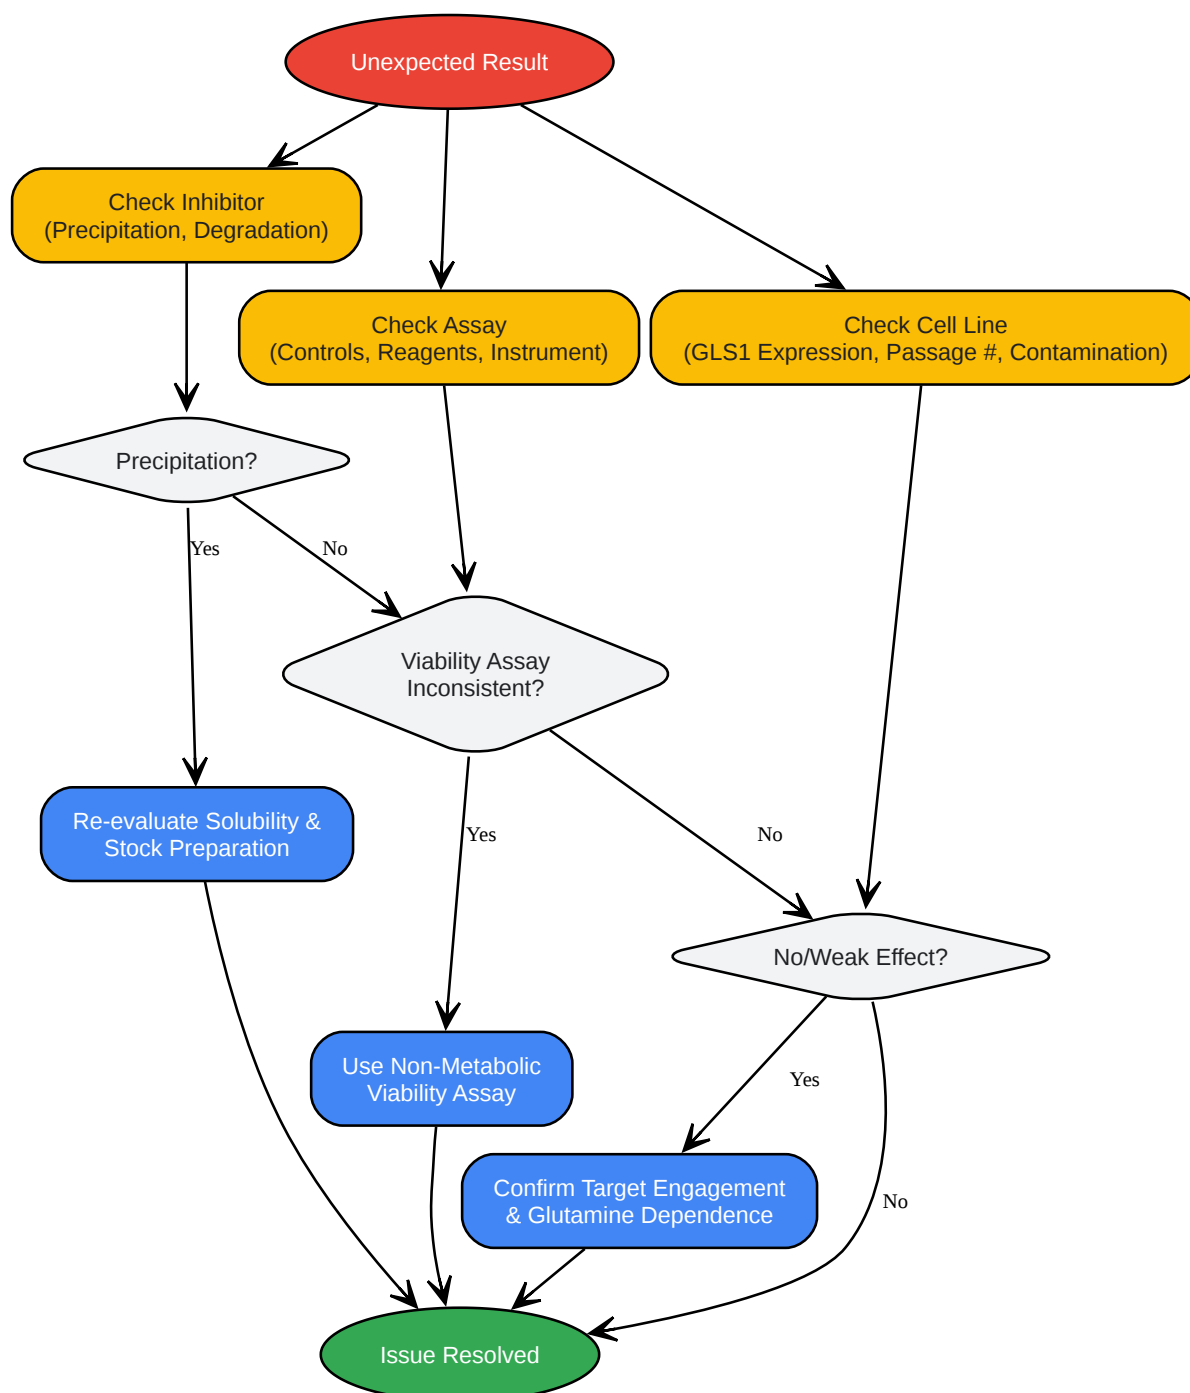 Unexpected Result
Check Inhibitor
(Precipitation, Degradation)
Check Assay
(Controls, Reagents, Instrument)
Check Cell Line
(GLS1 Expression, Passage #, Contamination)
Precipitation?
Yes
No
Viability Assay
Inconsistent?
Re-evaluate Solubility &
Stock Preparation
Yes
No
No/Weak Effect?
Use Non-Metabolic
Viability Assay
Yes
Confirm Target Engagement
& Glutamine Dependence
No
Issue Resolved